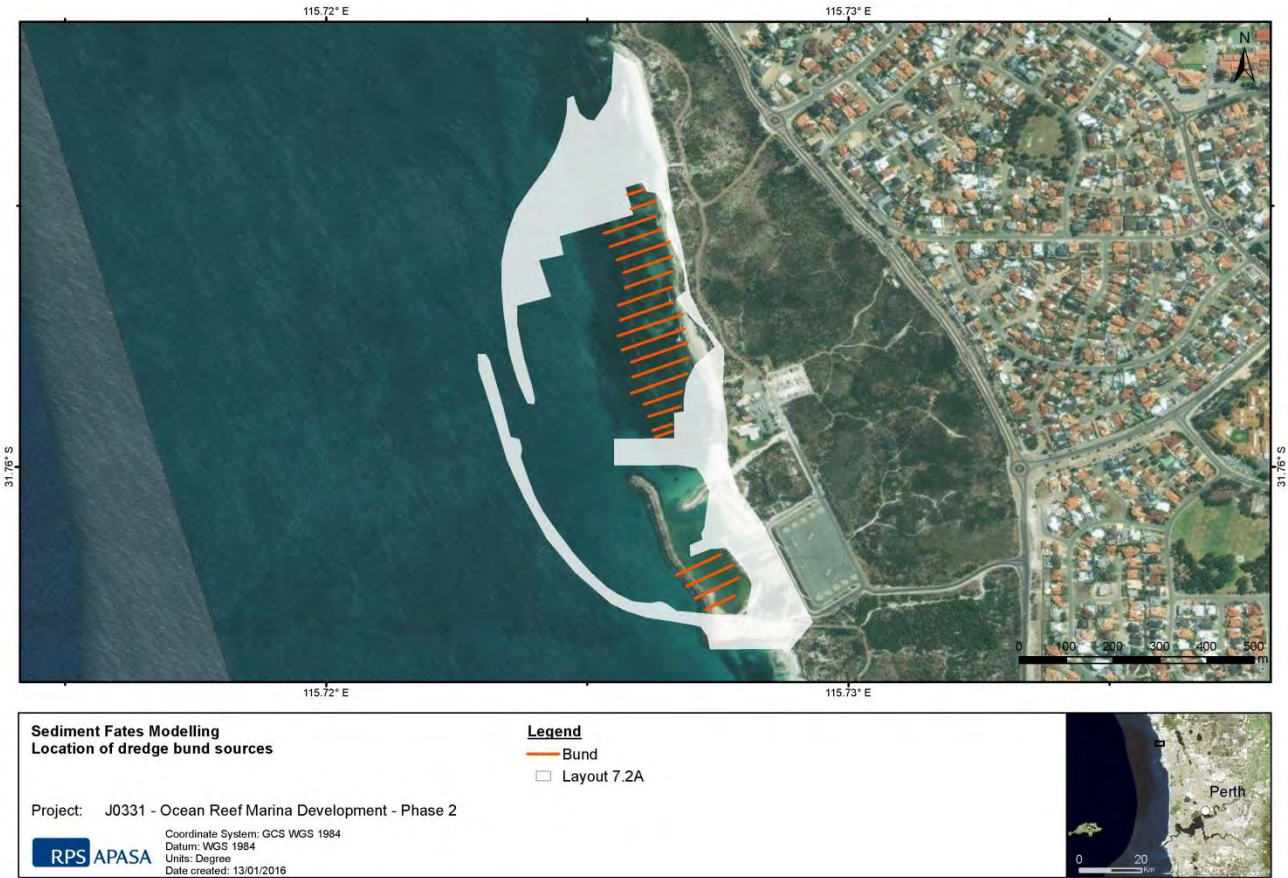 115.72° E
115.73° E
N
31.76° S
31.76° S
0 100 200 300 400 500
m
115.72° E
115.73° E
Sediment Fates Modelling
Location of dredge bund sources
Project: J0331 - Ocean Reef Marina Development - Phase 2
RPS APASA
Coordinate System: GCS WGS 1984
Datum: WGS 1984
Units: Degree
Date created: 13/01/2016
Legend
Bund
Layout 7.2A
Perth
0 20
Km